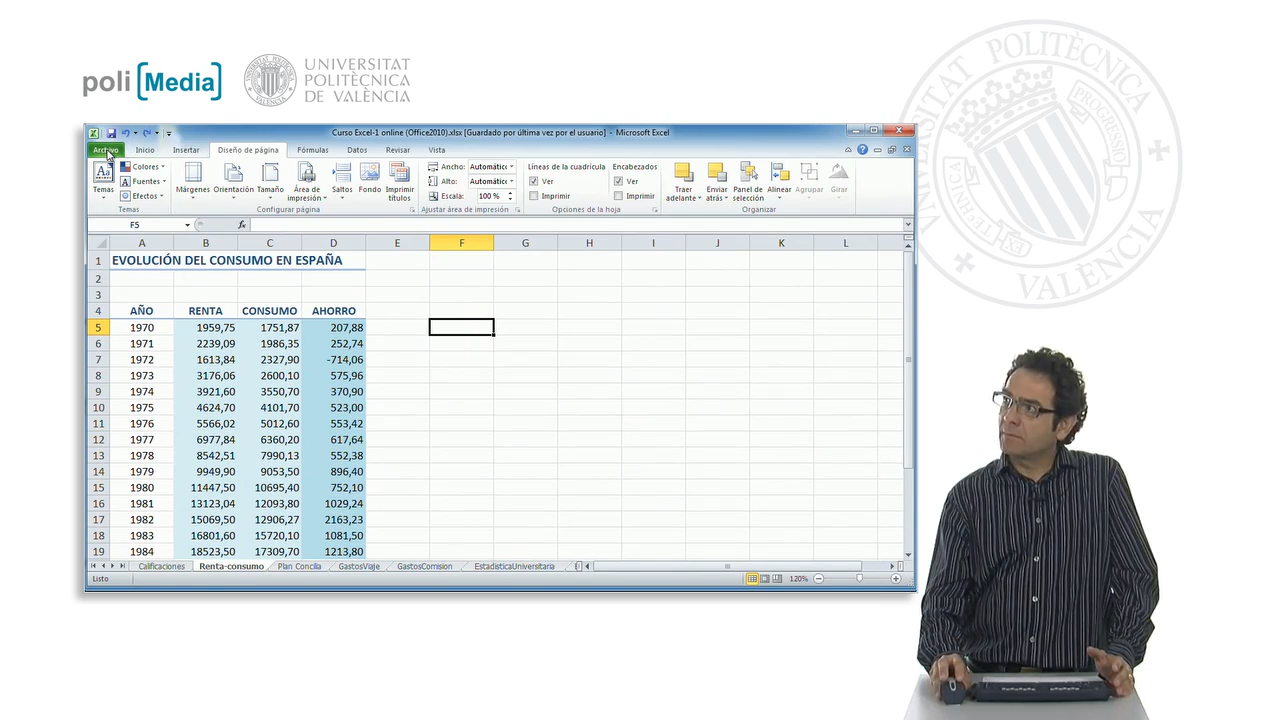 poli [Media]
UNIVERSITAT
POLITÈCNICA
DE VALÈNCIA
UNIVERSITAT POLITÈCNICA DE VALÈNCIA
Curso Excel-1 online (Office2010).xlsx [Guardado por última vez por el usuario] - Microsoft Excel
Archivo Inicio Insertar Diseño de página Fórmulas Datos Revisar Vista
Temas Colores Fuentes Efectos Temas
Márgenes Orientación Tamaño Área de impresión Saltos Fondo Imprimir títulos Configurar página
Ancho: Automático Alto: Automático Escala: 100 % Ajustar área de impresión
Líneas de la cuadrícula Ver Imprimir Encabezados Ver Imprimir Opciones de la hoja
Traer adelante Enviar atrás Panel de selección Alinear Agrupar Girar Organizar
F5 fx
A B C D E F G H I J K L
1 EVOLUCIÓN DEL CONSUMO EN ESPAÑA
2
3
4 AÑO RENTA CONSUMO AHORRO
5 1970 1959,75 1751,87 207,88
6 1971 2239,09 1986,35 252,74
7 1972 1613,84 2327,90 -714,06
8 1973 3176,06 2600,10 575,96
9 1974 3921,60 3550,70 370,90
10 1975 4624,70 4101,70 523,00
11 1976 5566,02 5012,60 553,42
12 1977 6977,84 6360,20 617,64
13 1978 8542,51 7990,13 552,38
14 1979 9949,90 9053,50 896,40
15 1980 11447,50 10695,40 752,10
16 1981 13123,04 12093,80 1029,24
17 1982 15069,50 12906,27 2163,23
18 1983 16801,60 15720,10 1081,50
19 1984 18523,50 17309,70 1213,80
Calificaciones Renta-consumo Plan Concilia GastosViaje GastosComision EstadisticaUniversitaria
Listo 120%